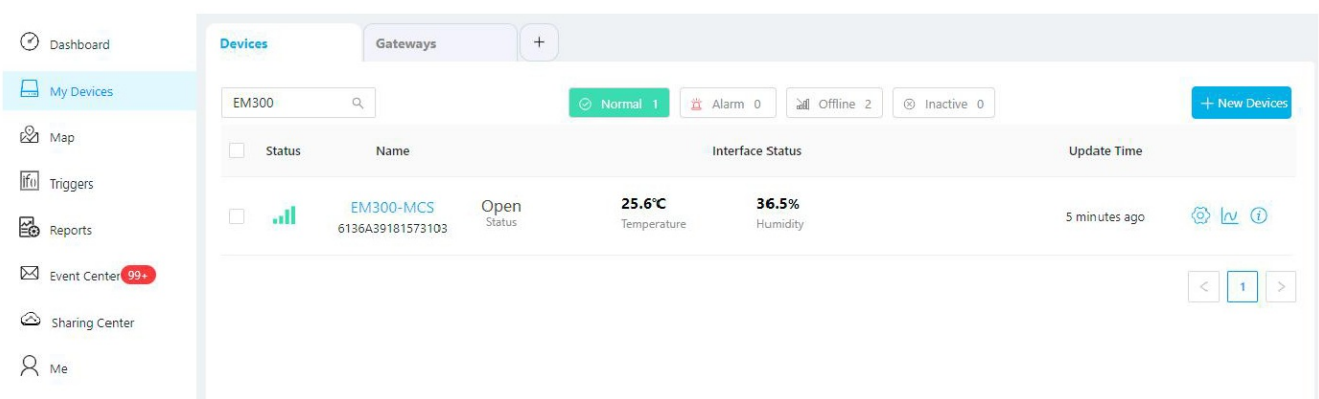 Dashboard
My Devices
Map
Triggers
Reports
Event Center 99+
Sharing Center
Me
Devices Gateways +
EM300 Normal 1 Alarm 0 Offline 2 Inactive 0 + New Devices
Status Name Interface Status Update Time
EM300-MCS Open 25.6℃ 36.5%
6136A39181573103 Status Temperature Humidity 5 minutes ago
< 1 >